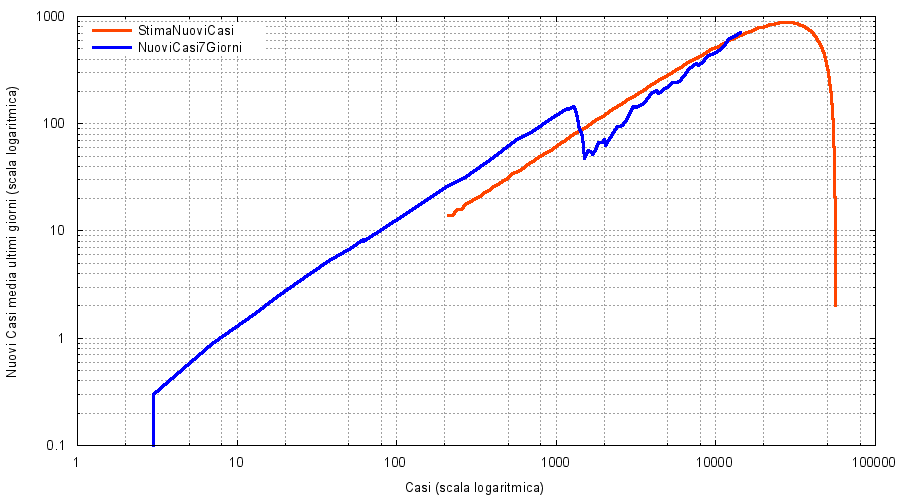 1000
StimaNuoviCasi
NuoviCasi7Giorni
100
10
1
0.1
Nuovi Casi media ultimi giorni (scala logaritmica)
1 10 100 1000 10000 100000
Casi (scala logaritmica)